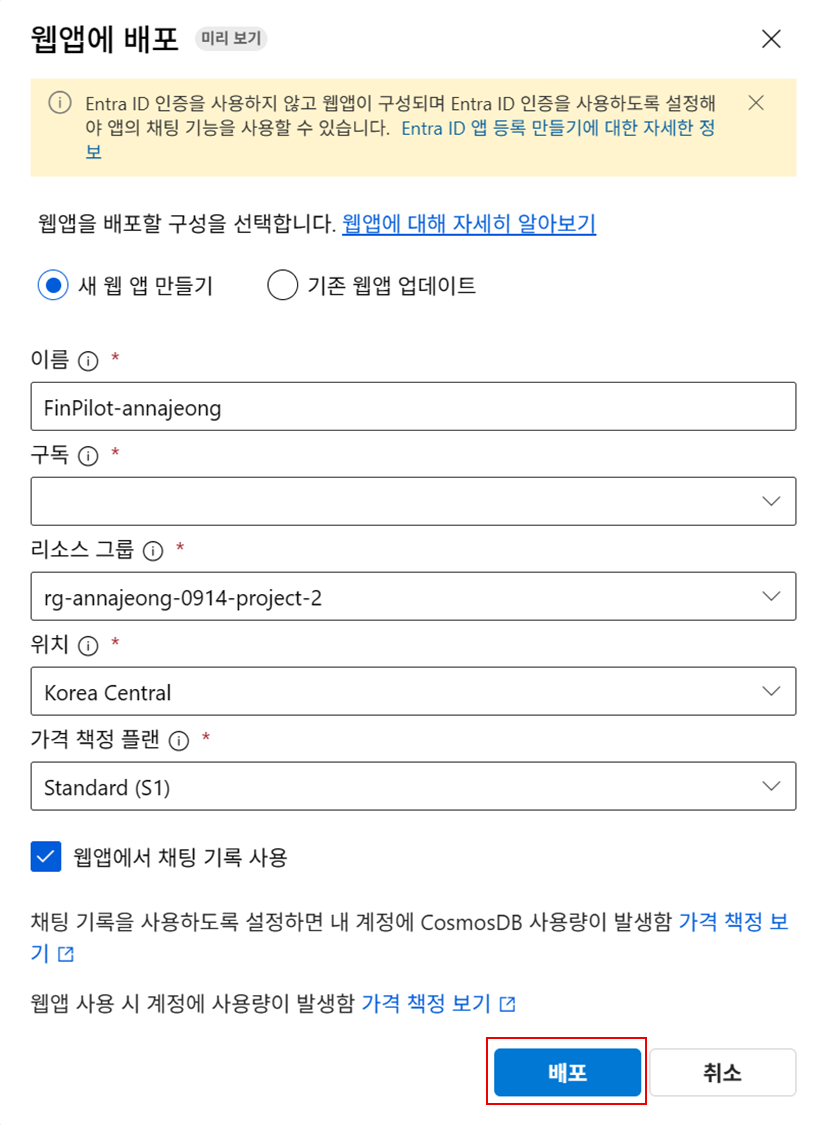 웹앱에 배포 미리 보기
Entra ID 인증을 사용하지 않고 웹앱이 구성되며 Entra ID 인증을 사용하도록 설정해
야 앱의 채팅 기능을 사용할 수 있습니다. Entra ID 앱 등록 만들기에 대한 자세한 정
보
웹앱을 배포할 구성을 선택합니다. 웹앱에 대해 자세히 알아보기
새 웹 앱 만들기 기존 웹앱 업데이트
이름 *
FinPilot-annajeong
구독 *
리소스 그룹 *
rg-annajeong-0914-project-2
위치 *
Korea Central
가격 책정 플랜 *
Standard (S1)
웹앱에서 채팅 기록 사용
채팅 기록을 사용하도록 설정하면 내 계정에 CosmosDB 사용량이 발생함 가격 책정 보
기
웹앱 사용 시 계정에 사용량이 발생함 가격 책정 보기
배포 취소